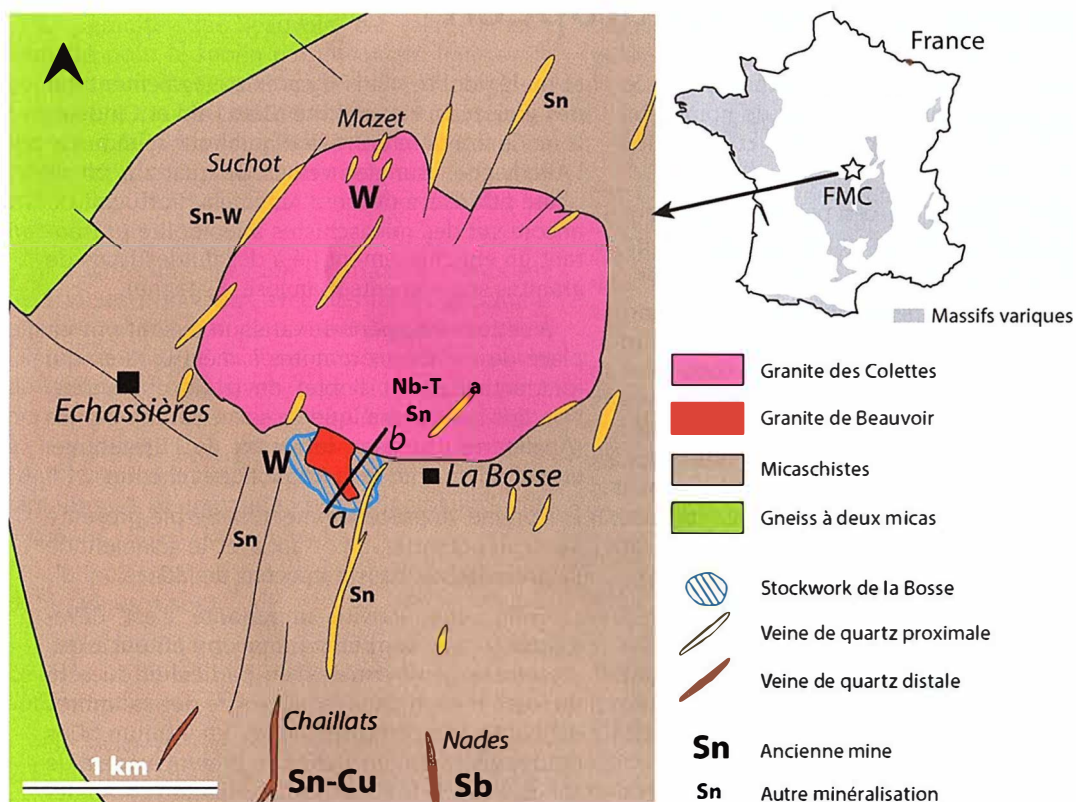 France
FMC
Massifs variques
Sn
Mazet
Suchot
W
Sn-W
Echassières
Nb-T a
Sn
b
W
La Bosse
a
Sn
Sn
Chaillats
Nades
1 km
Sn-Cu
Sb
Granite des Colettes
Granite de Beauvoir
Micaschistes
Gneiss à deux micas
Stockwork de la Bosse
Veine de quartz proximale
Veine de quartz distale
Sn Ancienne mine
Sn Autre minéralisation